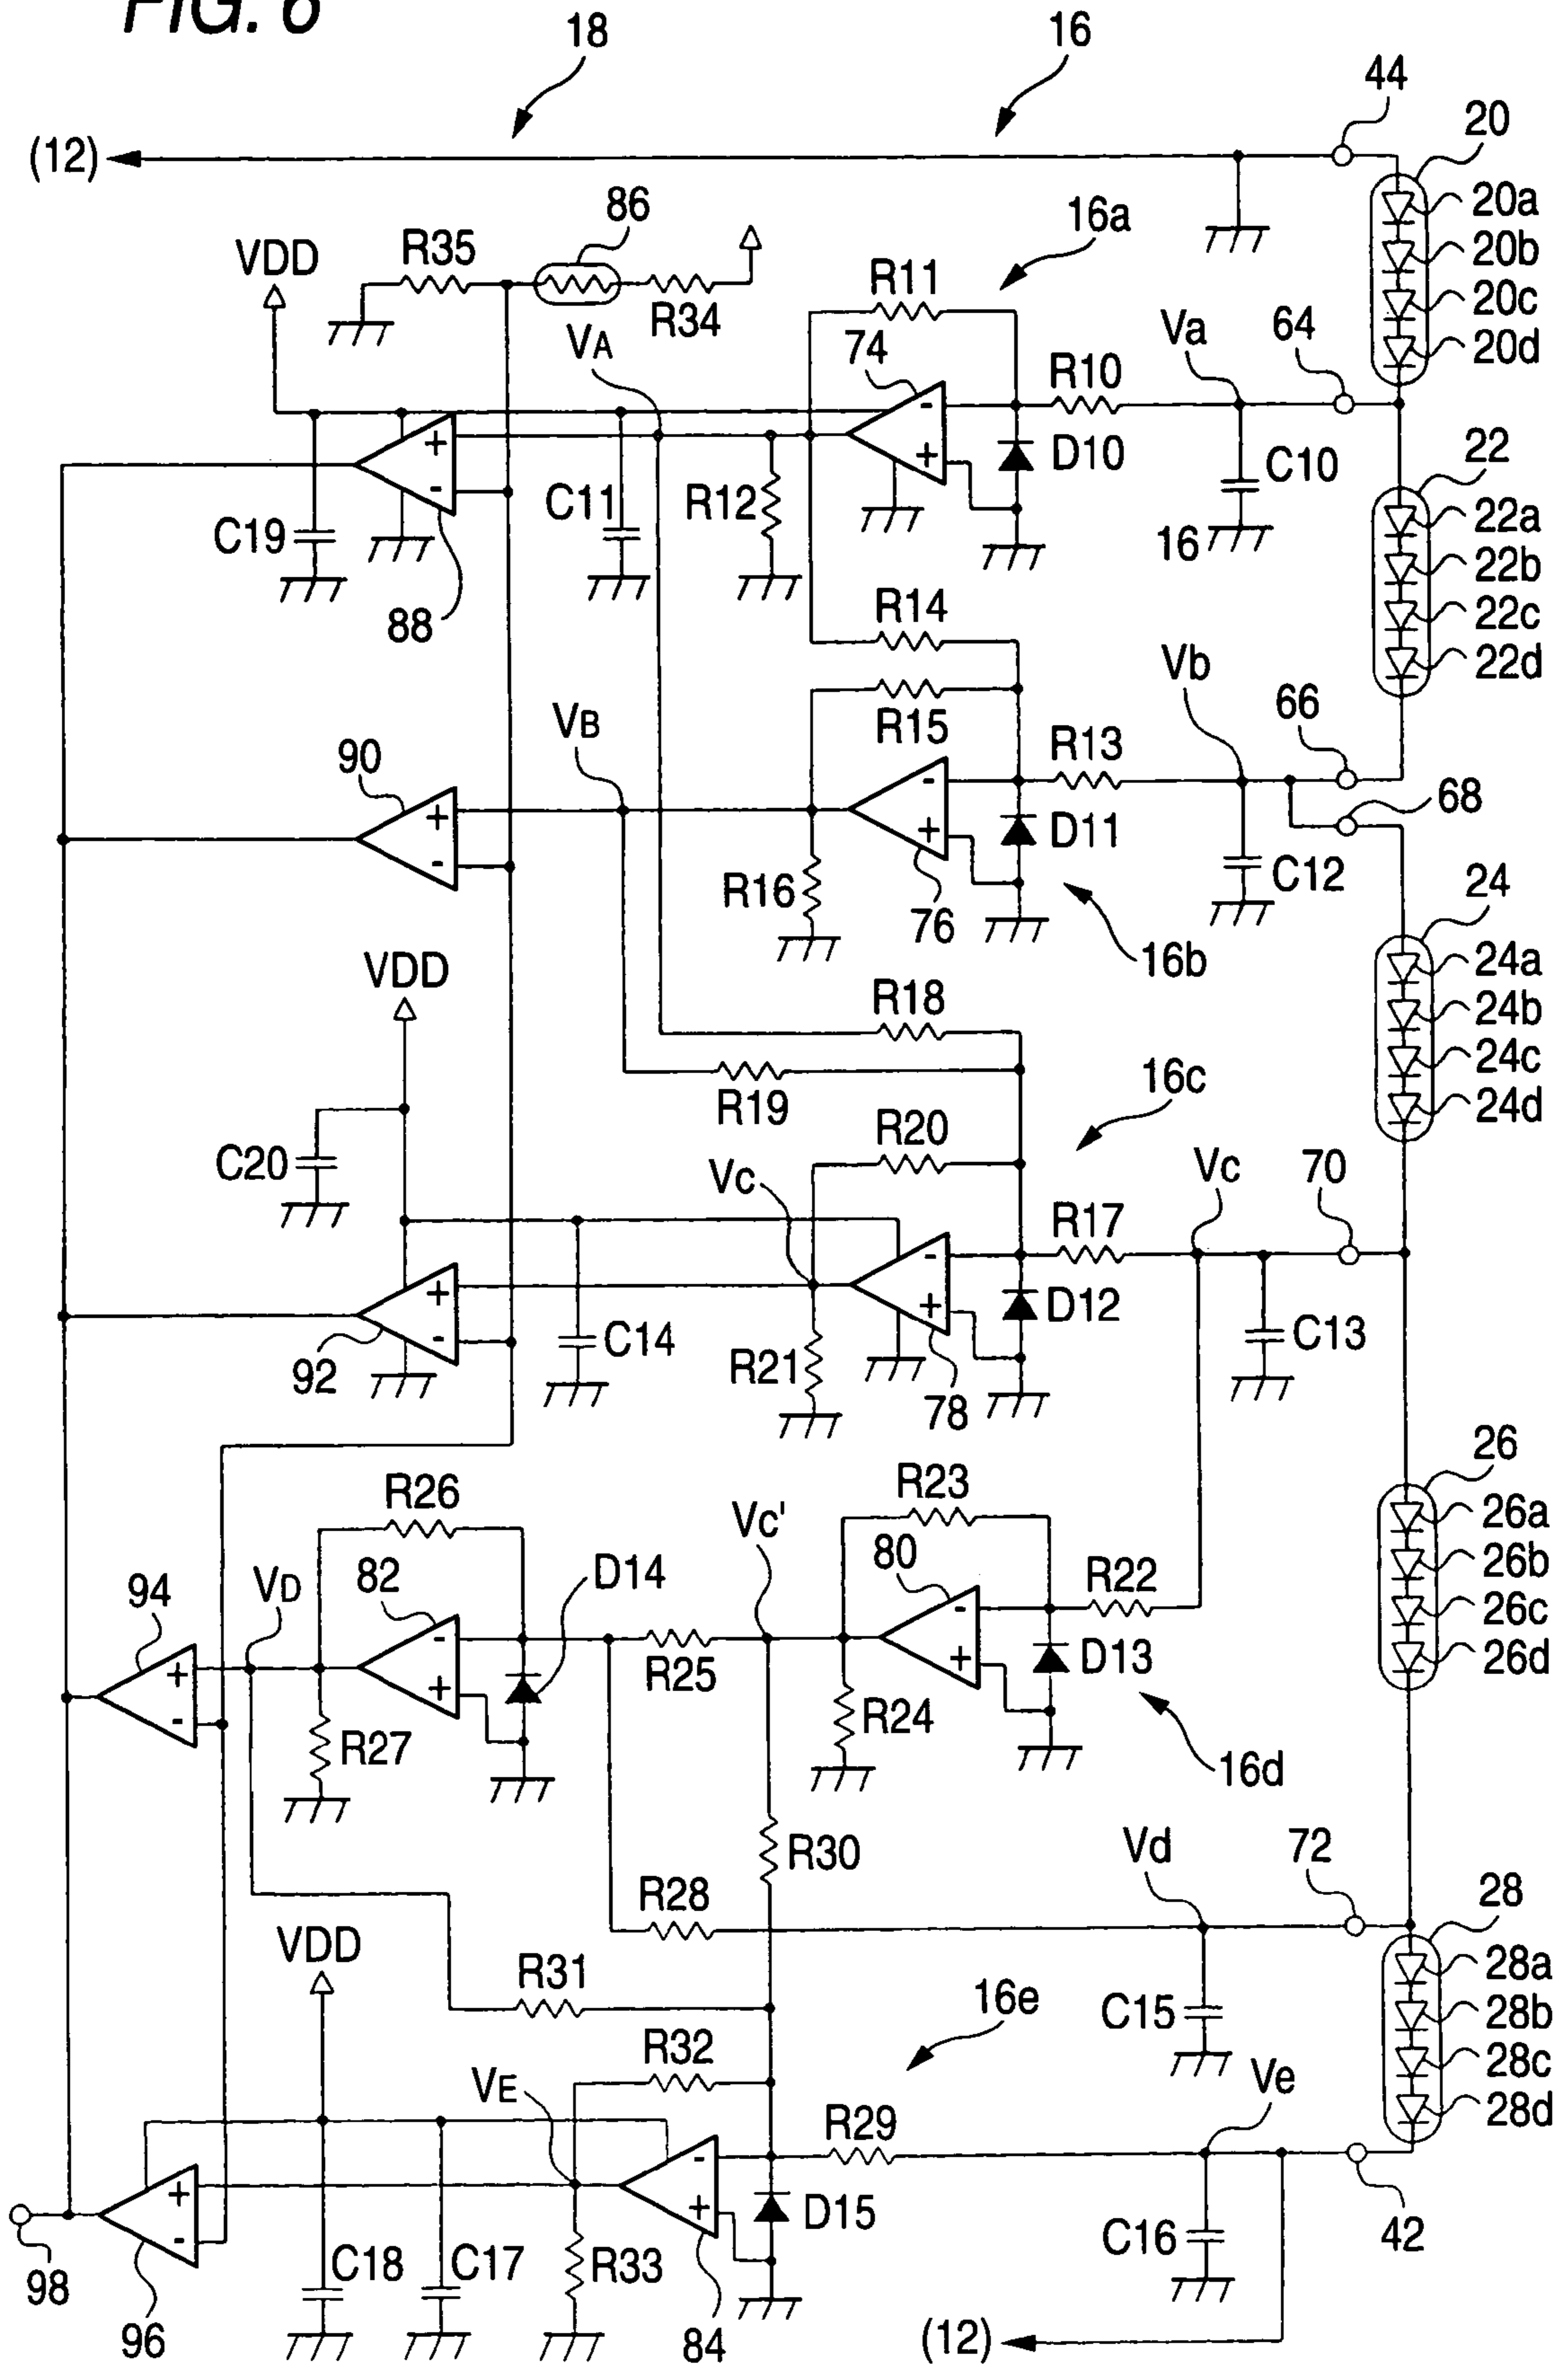 FIG. 6
18
16
44
20
(12)
20a
20b
20c
20d
86
16a
VDD
R35
R34
R11
VA
74
R10
Va
64
-
+
D10
22
+
-
C19
C11
R12
C10
16
22a
22b
22c
22d
88
R14
R15
Vb
66
VB
R13
90
68
-
+
D11
+
-
R16
76
C12
24
16b
VDD
24a
24b
24c
24d
R18
R19
16c
R20
C20
Vc
Vc
70
R17
-
+
D12
+
-
92
C14
R21
78
C13
26
R26
R23
26a
26b
26c
26d
Vc'
80
94
VD
82
D14
R22
-
+
D13
-
+
R25
+
-
R27
R24
16d
R30
Vd
72
28
R28
VDD
28a
28b
28c
28d
R31
16e
C15
R32
VE
Ve
R29
-
+
D15
+
-
C18
C17
R33
C16
42
98
96
84
(12)